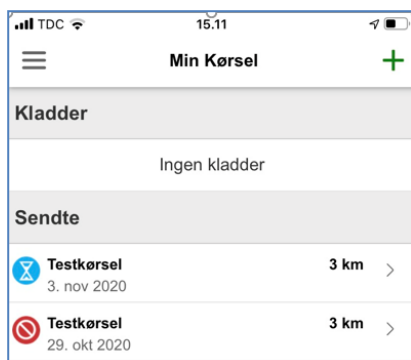 TDC 15.11
Min Kørsel
Kladder
Ingen kladder
Sendte
Testkørsel 3 km
3. nov 2020
Testkørsel 3 km
29. okt 2020